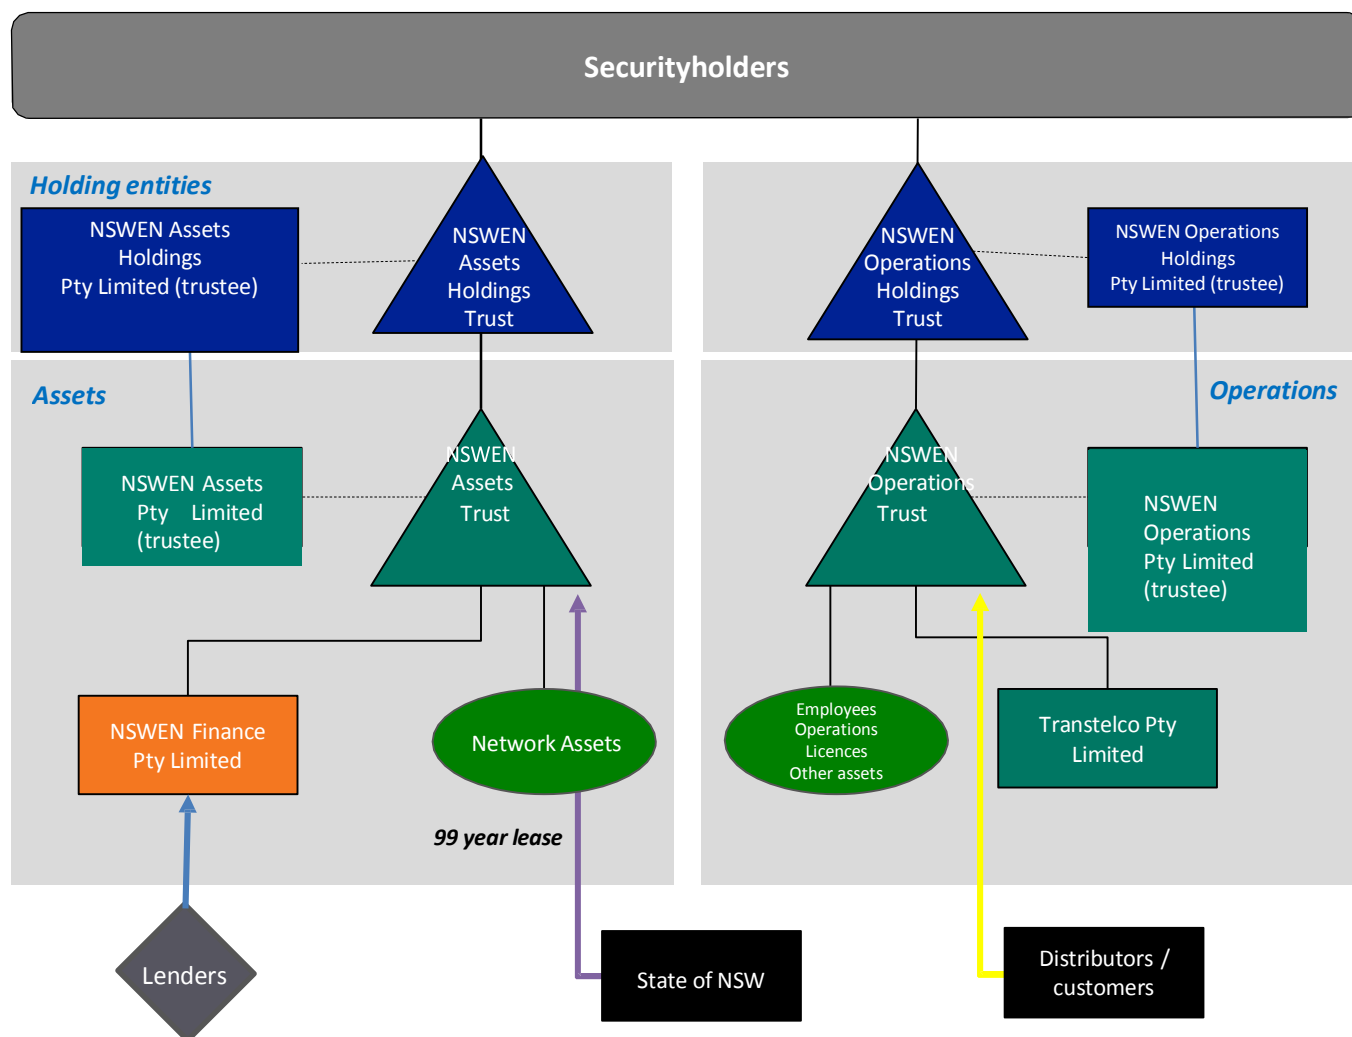 Securityholders
Holding entities
NSWEN Assets
Holdings
Pty Limited (trustee)
NSWEN
Assets
Holdings
Trust
NSWEN
Operations
Holdings
Trust
NSWEN Operations
Holdings
Pty Limited (trustee)
Assets
NSWEN Assets
Pty Limited
(trustee)
NSWEN
Assets
Trust
NSWEN
Operations
Trust
Operations
NSWEN
Operations
Pty Limited
(trustee)
NSWEN Finance
Pty Limited
Network Assets
Employees
Operations
Licences
Other assets
Transtelco Pty
Limited
99 year lease
Lenders
State of NSW
Distributors /
customers